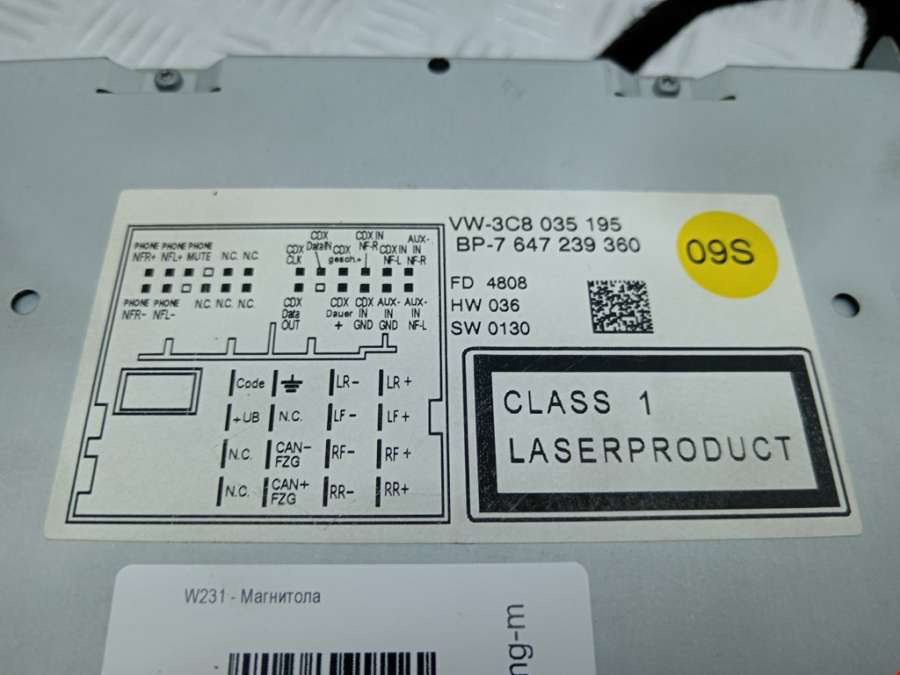 VW-3C8 035 195
BP-7 647 239 360
09S
FD 4808
HW 036
SW 0130
CLASS 1
LASERPRODUCT
PHONE PHONE PHONE
NFR+ NFL+ MUTE N.C. N.C.
PHONE PHONE
NFR- NFL- N.C. N.C. N.C.
CDX CLK
CDX DataIN
CDX gesch.+
CDX IN NF-R
CDX IN NF-L
AUX-IN NF-R
CDX Data OUT
CDX Dauer +
CDX IN GND
AUX-IN GND
AUX-IN NF-L
Code LR- LR+
+UB N.C. LF- LF+
N.C. CAN-FZG RF- RF+
N.C. CAN+FZG RR- RR+
W231 - Магнитола
ng-m